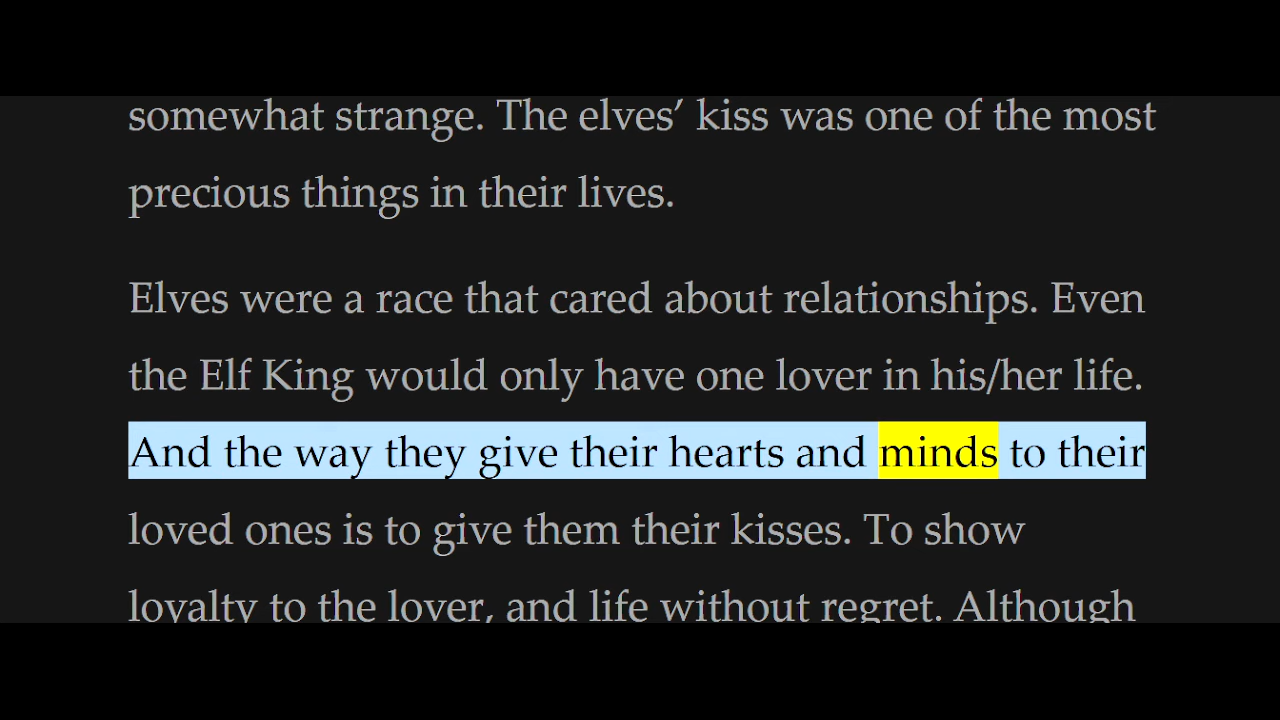 somewhat strange. The elves’ kiss was one of the most
precious things in their lives.
Elves were a race that cared about relationships. Even
the Elf King would only have one lover in his/her life.
And the way they give their hearts and minds to their
loved ones is to give them their kisses. To show
loyalty to the lover, and life without regret. Although